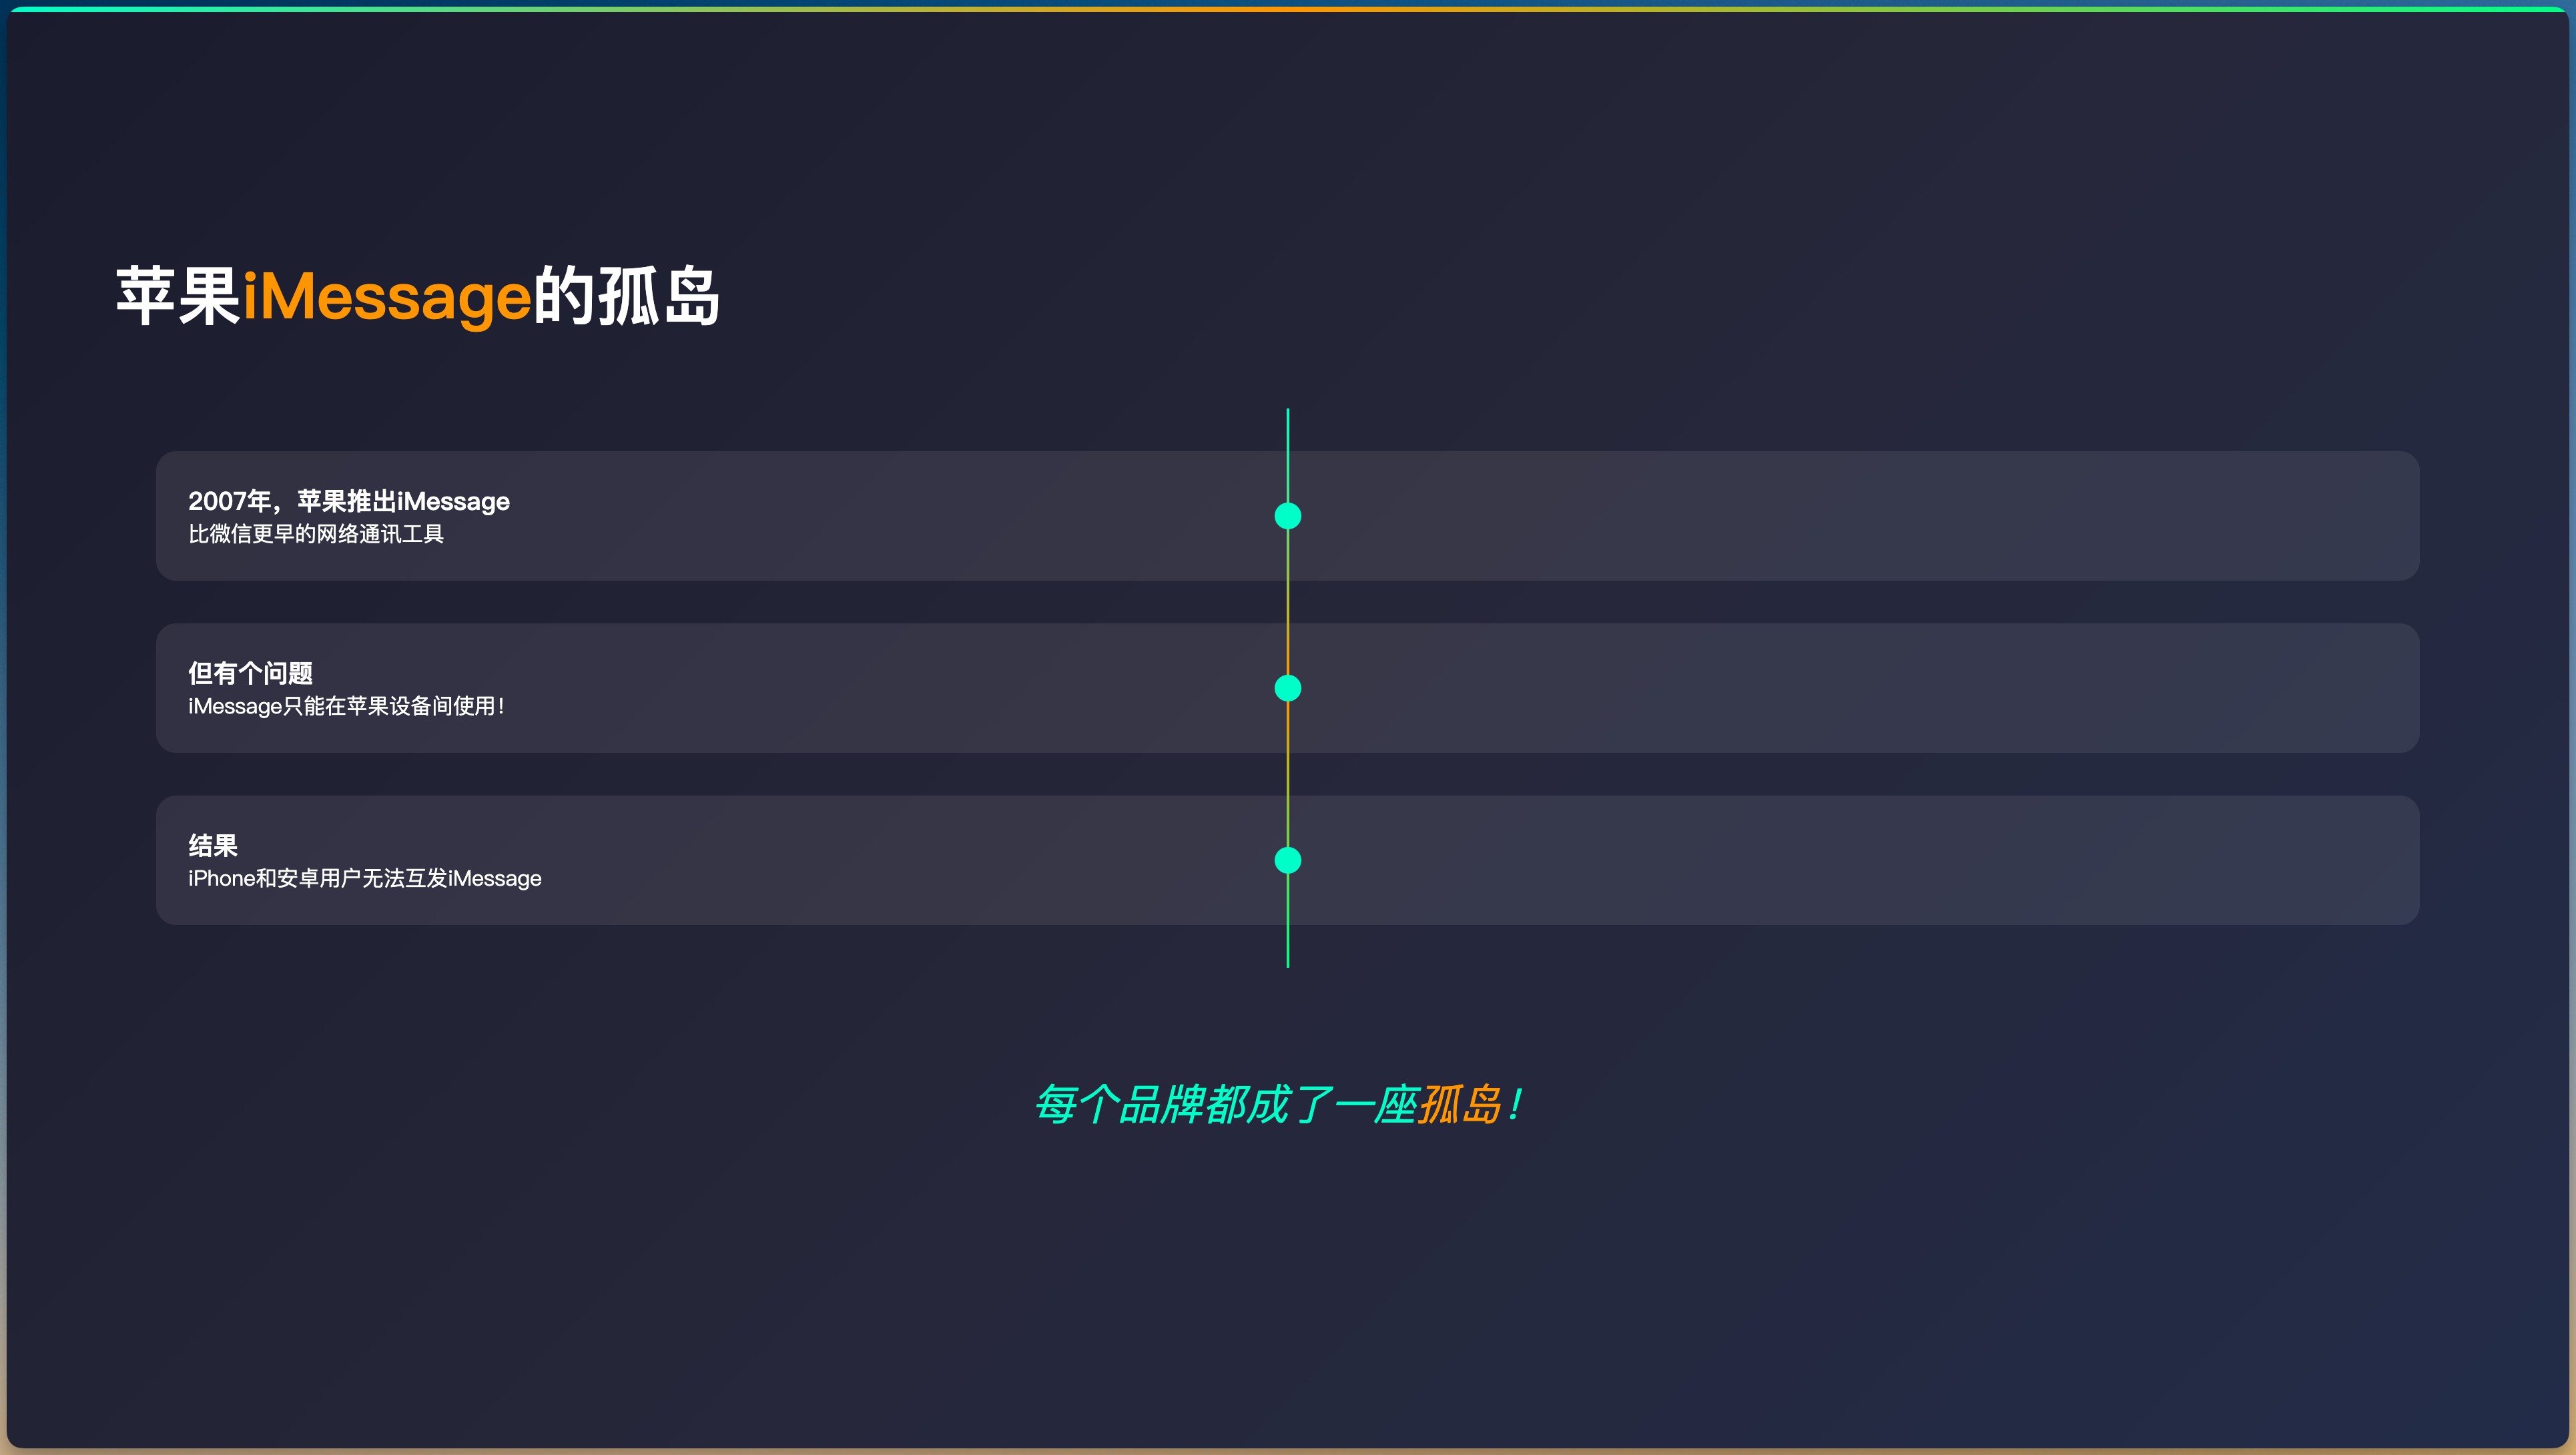 苹果iMessage的孤岛
2007年，苹果推出iMessage
比微信更早的网络通讯工具
但有个问题
iMessage只能在苹果设备间使用！
结果
iPhone和安卓用户无法互发iMessage
每个品牌都成了一座孤岛！